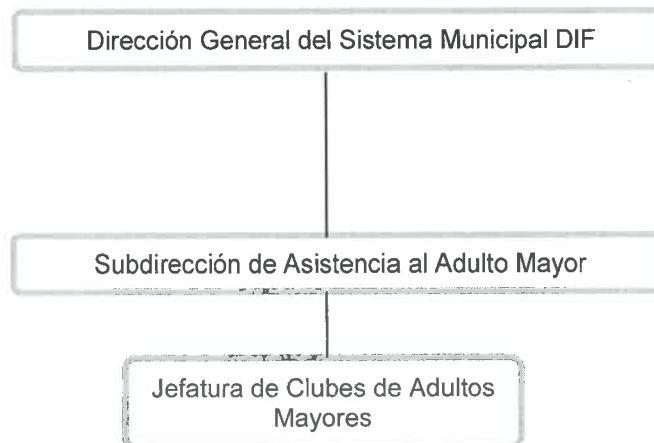 Dirección General del Sistema Municipal DIF
Subdirección de Asistencia al Adulto Mayor
Jefatura de Clubes de Adultos
Mayores